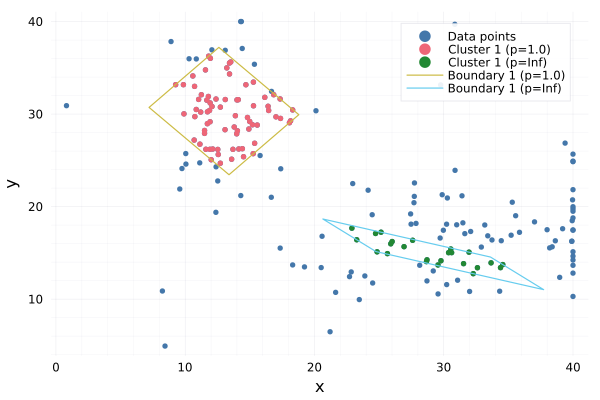 40
30
20
10
0
10
20
30
40
x
y
Data points
Cluster 1 (p=1.0)
Cluster 1 (p=Inf)
Boundary 1 (p=1.0)
Boundary 1 (p=Inf)